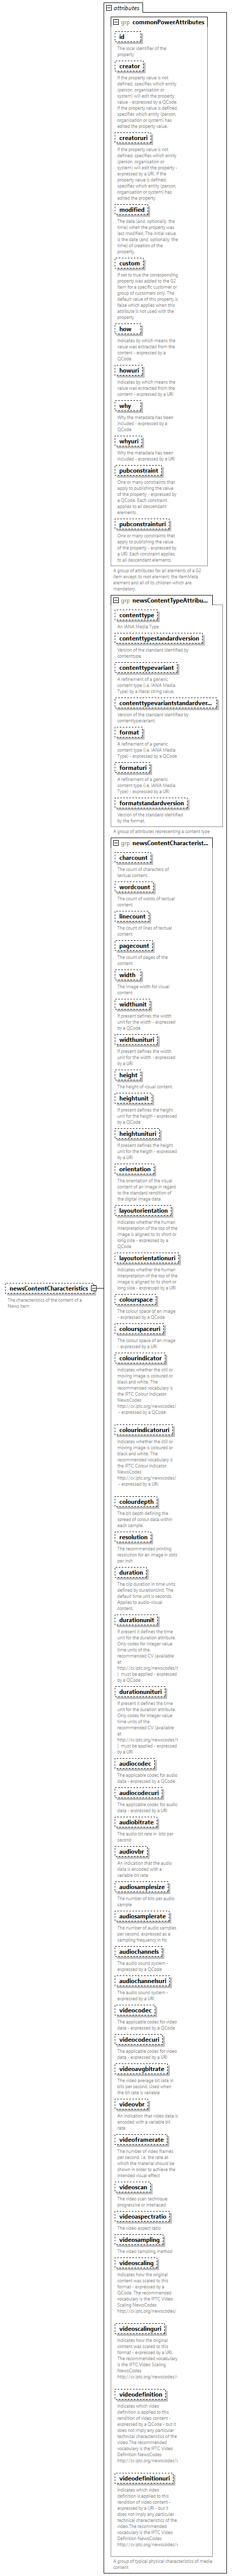 attributes
grp commonPowerAttributes
id
The local identifier of the
property.
creator
If the property value is not
defined, specifies which entity
(person, organisation or
system) will edit the property
value - expressed by a QCode.
If the property value is
defined, specifies which entity
(person, organisation or
system) has edited the property value.
creatoruri
If the property value is not
defined, specifies which entity
(person, organisation or
system) will edit the property -
expressed by a URI. If the
property value is defined,
specifies which entity (person,
organisation or system) has
edited the property.
modified
The date (and, optionally, the
time) when the property was
last modified. The initial value
is the date (and, optionally, the
time) of creation of the
property.
custom
If set to true the corresponding
property was added to the G2
Item for a specific customer or
group of customers only. The
default value of this property is
false which applies when this
attribute is not used with the
property.
how
Indicates by which means the
value was extracted from the
content - expressed by a
QCode
howuri
Indicates by which means the
value was extracted from the
content - expressed by a URI
why
Why the metadata has been
included - expressed by a
QCode
whyuri
Why the metadata has been
included - expressed by a URI
pubconstraint
One or many constraints that
apply to publishing the value
of the property - expressed by
a QCode. Each constraint
applies to all descendant
elements.
pubconstrainturi
One or many constraints that
apply to publishing the value
of the property - expressed by
a URI. Each constraint applies
to all descendant elements.
A group of attributes for all elements of a G2
Item except its root element, the itemMeta
element and all of its children which are
mandatory.
grp newsContentTypeAttribu...
contenttype
An IANA Media Type
contenttypestandardversion
Version of the standard identified by
contenttype.
contenttypevariant
A refinement of a generic
content type (i.e. IANA Media
Type) by a literal string value.
contenttypevariantstandardver...
Version of the standard identified by
contenttypevariant.
format
A refinement of a generic
content type (i.e. IANA Media
Type) - expressed by a QCode
formaturi
A refinement of a generic
content type (i.e. IANA Media
Type) - expressed by a URI
formatstandardversion
Version of the standard identified
by the format.
A group of attributes representing a content type
grp newsContentCharacterist...
charcount
The count of characters of
textual content.
wordcount
The count of words of textual
content.
linecount
The count of lines of textual
content
pagecount
The count of pages of the
content
width
The image width for visual
content.
widthunit
If present defines the width
unit for the width - expressed
by a QCode
widthunituri
If present defines the width
unit for the width - expressed
by a URI
height
The height of visual content.
heightunit
If present defines the height
unit for the heigth - expressed
by a QCode
heightunituri
If present defines the height
unit for the heigth - expressed
by a URI
orientation
The orientation of the visual
content of an image in regard
to the standard rendition of
the digital image data
layoutorientation
Indicates whether the human
interpretation of the top of the
image is aligned to its short or
long side - expressed by a
QCode
layoutorientationuri
Indicates whether the human
interpretation of the top of the
image is aligned to its short or
long side - expressed by a URI
newsContentCharacteristics
The characteristics of the content of a
News Item
colourspace
The colour space of an image
- expressed by a QCode
colourspaceuri
The colour space of an image
- expressed by a URI
colourindicator
Indicates whether the still or
moving image is coloured or
black and white. The
recommended vocabulary is
the IPTC Colour Indicator
NewsCodes
http://cv.iptc.org/newscodes/
- expressed by a QCode
colourindicatoruri
Indicates whether the still or
moving image is coloured or
black and white. The
recommended vocabulary is
the IPTC Colour Indicator
NewsCodes
http://cv.iptc.org/newscodes/
- expressed by a URI
colourdepth
The bit depth defining the
spread of colour data within
each sample.
resolution
The recommended printing
resolution for an image in dots
per inch
duration
The clip duration in time units
defined by durationUnit. The
default time unit is seconds.
Applies to audio-visual
content.
durationunit
If present it defines the time
unit for the duration attribute.
Only codes for integer value
time units of the
recommended CV (available
at
must be applied - expressed
by a QCode
durationunituri
If present it defines the time
unit for the duration attribute.
Only codes for integer value
time units of the
recommended CV (available
at
must be applied - expressed
by a URI
audiocodec
The applicable codec for audio
data - expressed by a QCode
audiocodecuri
The applicable codec for audio
data - expressed by a URI
audiobitrate
The audio bit rate in bits per
second
audiovbr
An indication that the audio
data is encoded with a
variable bit rate
audiosamplesize
The number of bits per audio
sample
audiosamplerate
The number of audio samples
per second, expressed as a
sampling frequency in Hz
audiochannels
The audio sound system -
expressed by a QCode
audiochannelsuri
The audio sound system -
expressed by a URI
videocodec
The applicable codec for video
data - expressed by a QCode
videocodecuri
The applicable codec for video
data - expressed by a URI
videoavgbitrate
The video average bit rate in
bits per second. Used when
the bit rate is variable
videovbr
An indication that video data is
encoded with a variable bit
rate
videoframerate
The number of video frames
per second, i.e. the rate at
which the material should be
shown in order to achieve the
intended visual effect
videoscan
The video scan technique,
progressive or interlaced
videoaspectratio
The video aspect ratio
videosampling
The video sampling method
videoscaling
Indicates how the original
content was scaled to this
format - expressed by a
QCode. The recommended
vocabulary is the IPTC Video
Scaling NewsCodes
http://cv.iptc.org/newscodes/
videoscalinguri
Indicates how the original
content was scaled to this
format - expressed by a URI.
The recommended vocabulary
is the IPTC Video Scaling
NewsCodes
videodefinition
Indicates which video
definition is applied to this
rendition of video content -
expressed by a QCode - but it
does not imply any particular
technical characteristics of the
video.The recommended
vocabulary is the IPTC Video
Definition NewsCodes
videodefinitionuri
Indicates which video
definition is applied to this
rendition of video content -
expressed by a URI - but it
does not imply any particular
technical characteristics of the
video.The recommended
vocabulary is the IPTC Video
Definition NewsCodes
A group of typical physical characteristics of media
content